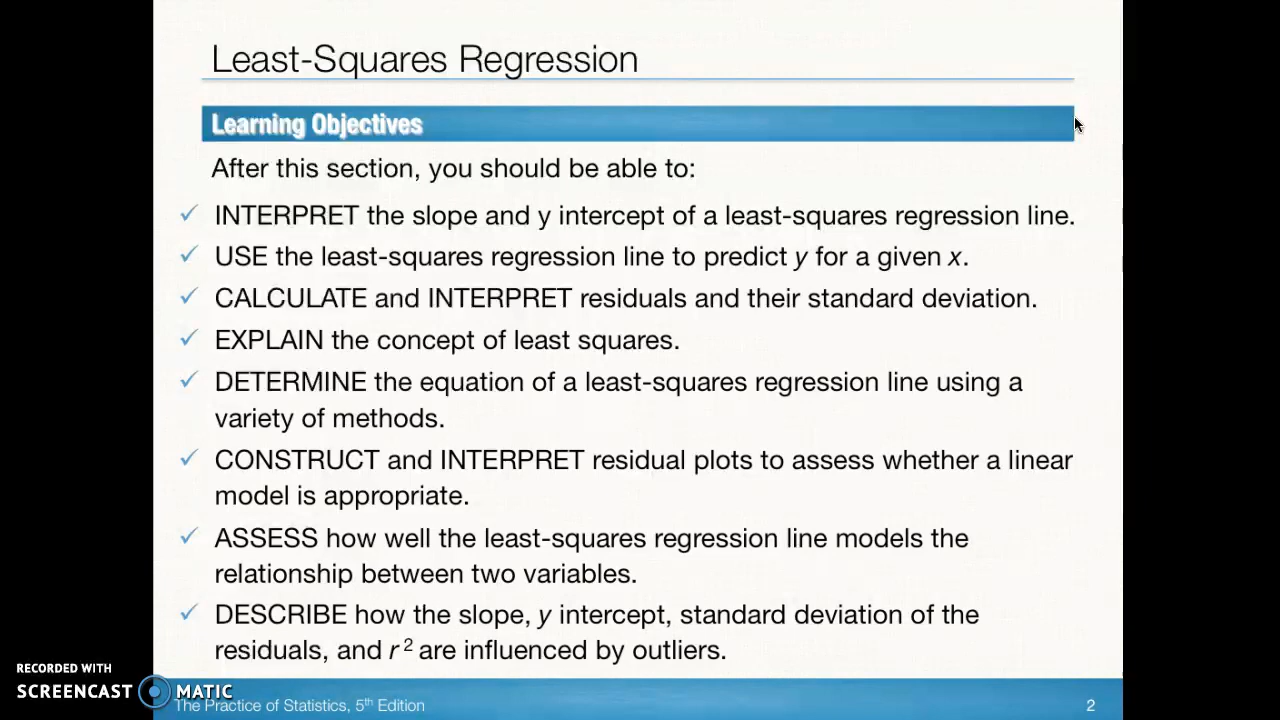 Least-Squares Regression
Learning Objectives
After this section, you should be able to:
✓ INTERPRET the slope and y intercept of a least-squares regression line.
✓ USE the least-squares regression line to predict y for a given x.
✓ CALCULATE and INTERPRET residuals and their standard deviation.
✓ EXPLAIN the concept of least squares.
✓ DETERMINE the equation of a least-squares regression line using a
variety of methods.
✓ CONSTRUCT and INTERPRET residual plots to assess whether a linear
model is appropriate.
✓ ASSESS how well the least-squares regression line models the
relationship between two variables.
✓ DESCRIBE how the slope, y intercept, standard deviation of the
residuals, and r² are influenced by outliers.
RECORDED WITH
SCREENCAST MATIC
The Practice of Statistics, 5th Edition
2